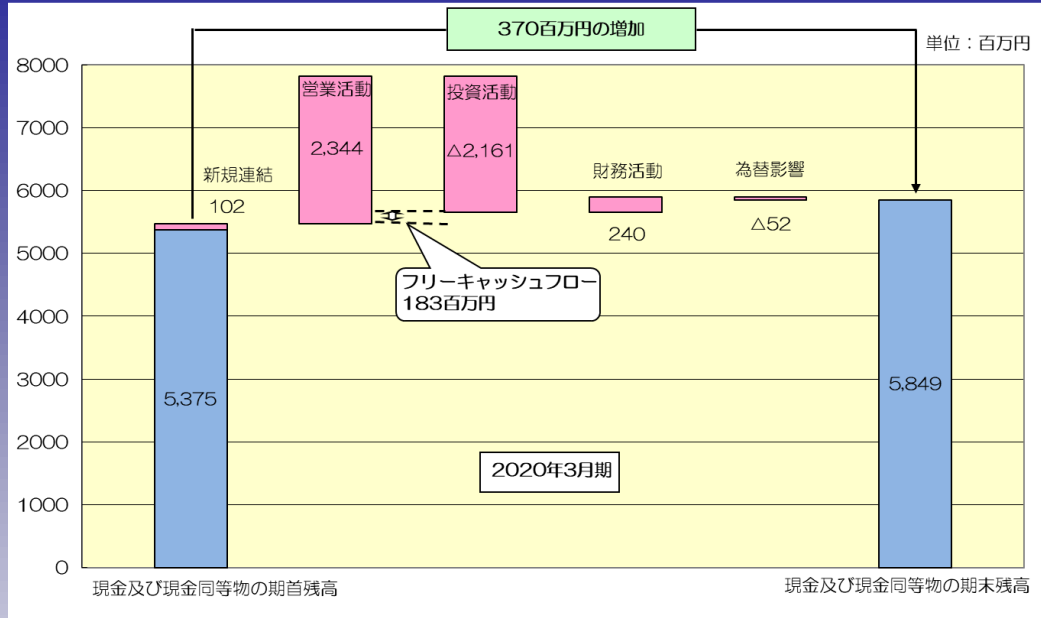 370百万円の増加
単位：百万円
8000
7000
6000
5000
4000
3000
2000
1000
0
新規連結
102
5,375
営業活動
2,344
投資活動
△2,161
フリーキャッシュフロー
183百万円
財務活動
240
為替影響
△52
5,849
2020年3月期
現金及び現金同等物の期首残高
現金及び現金同等物の期末残高